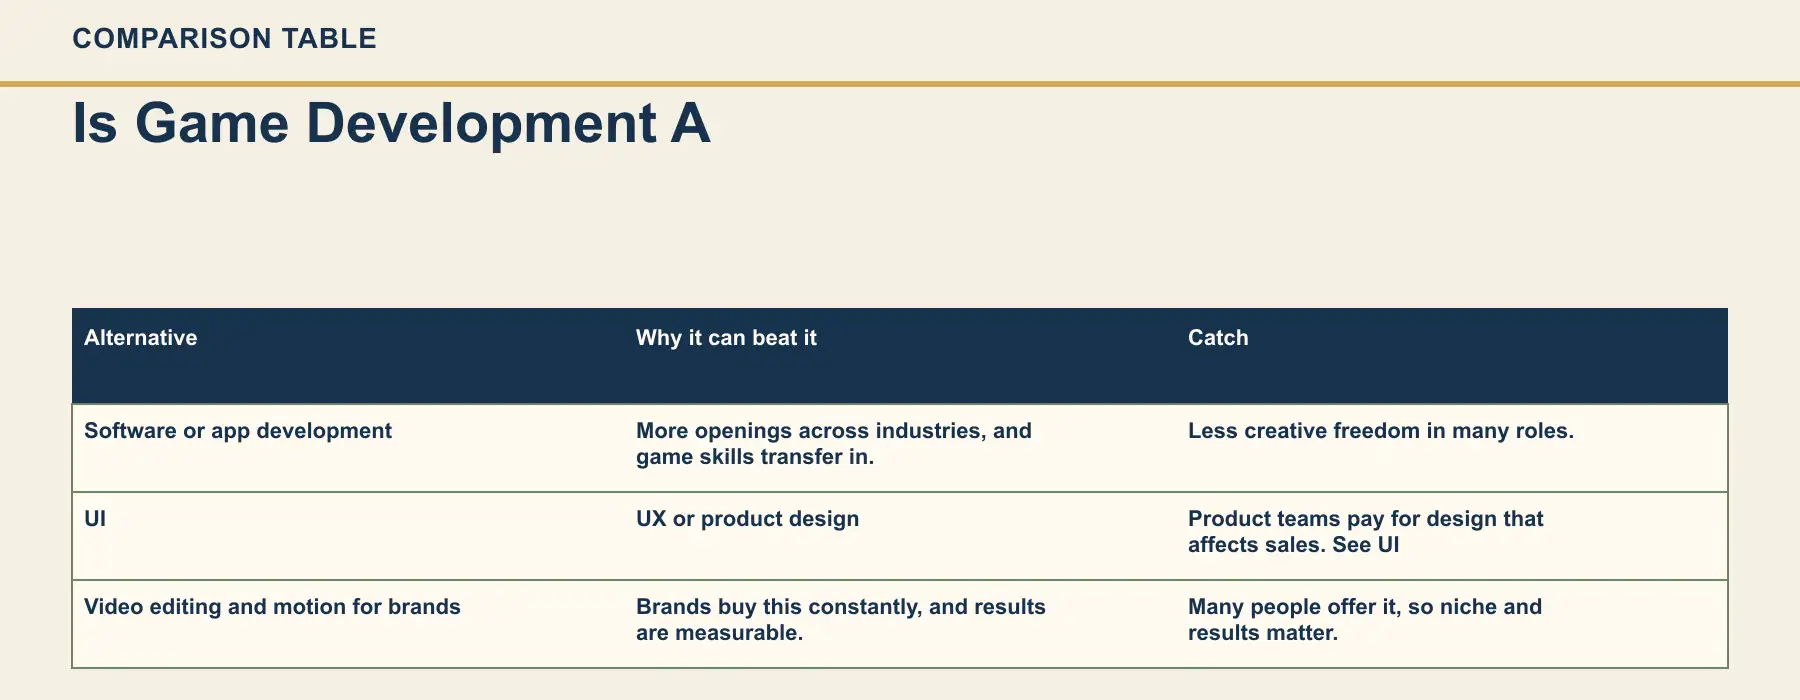 COMPARISON TABLE
Is Game Development A
Alternative
Why it can beat it
Catch
Software or app development
More openings across industries, and
game skills transfer in.
Less creative freedom in many roles.
UI
UX or product design
Product teams pay for design that
affects sales. See UI
Video editing and motion for brands
Brands buy this constantly, and results
are measurable.
Many people offer it, so niche and
results matter.